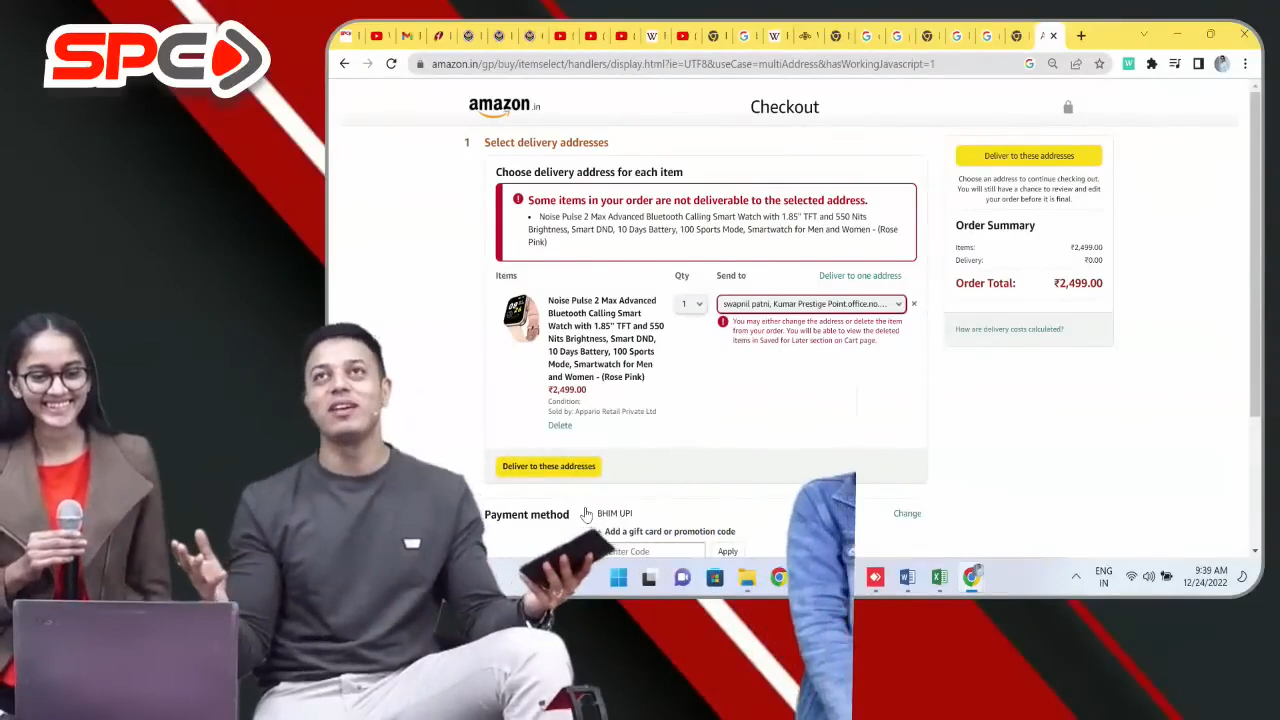 SPE
amazon.in/gp/buy/itemselect/handlers/display.html?ie=UTF8&useCase=multiAddress&hasWorkingJavascript=1
amazon.in
Checkout
1 Select delivery addresses
Choose delivery address for each item
Some items in your order are not deliverable to the selected address.
Noise Pulse 2 Max Advanced Bluetooth Calling Smart Watch with 1.85" TFT and 550 Nits
Brightness, Smart DND, 10 Days Battery, 100 Sports Mode, Smartwatch for Men and Women - (Rose
Pink)
Items Qty Send to Deliver to one address
Noise Pulse 2 Max Advanced
Bluetooth Calling Smart
Watch with 1.85" TFT and 550
Nits Brightness, Smart DND,
10 Days Battery, 100 Sports
Mode, Smartwatch for Men
and Women - (Rose Pink)
₹2,499.00
Condition:
Sold by: Appario Retail Private Ltd
Delete
1
swapnil patni, Kumar Prestige Point.office.no....
You may either change the address or delete the item
from your order. You will be able to view the deleted
items in Saved for Later section on Cart page.
Deliver to these addresses
Payment method BHIM UPI Change
Add a gift card or promotion code
Enter Code Apply
Deliver to these addresses
Choose an address to continue checking out.
You will still have a chance to review and edit
your order before it is final.
Order Summary
Items: ₹2,499.00
Delivery: ₹0.00
Order Total: ₹2,499.00
How are delivery costs calculated?
ENG
IN
9:39 AM
12/24/2022